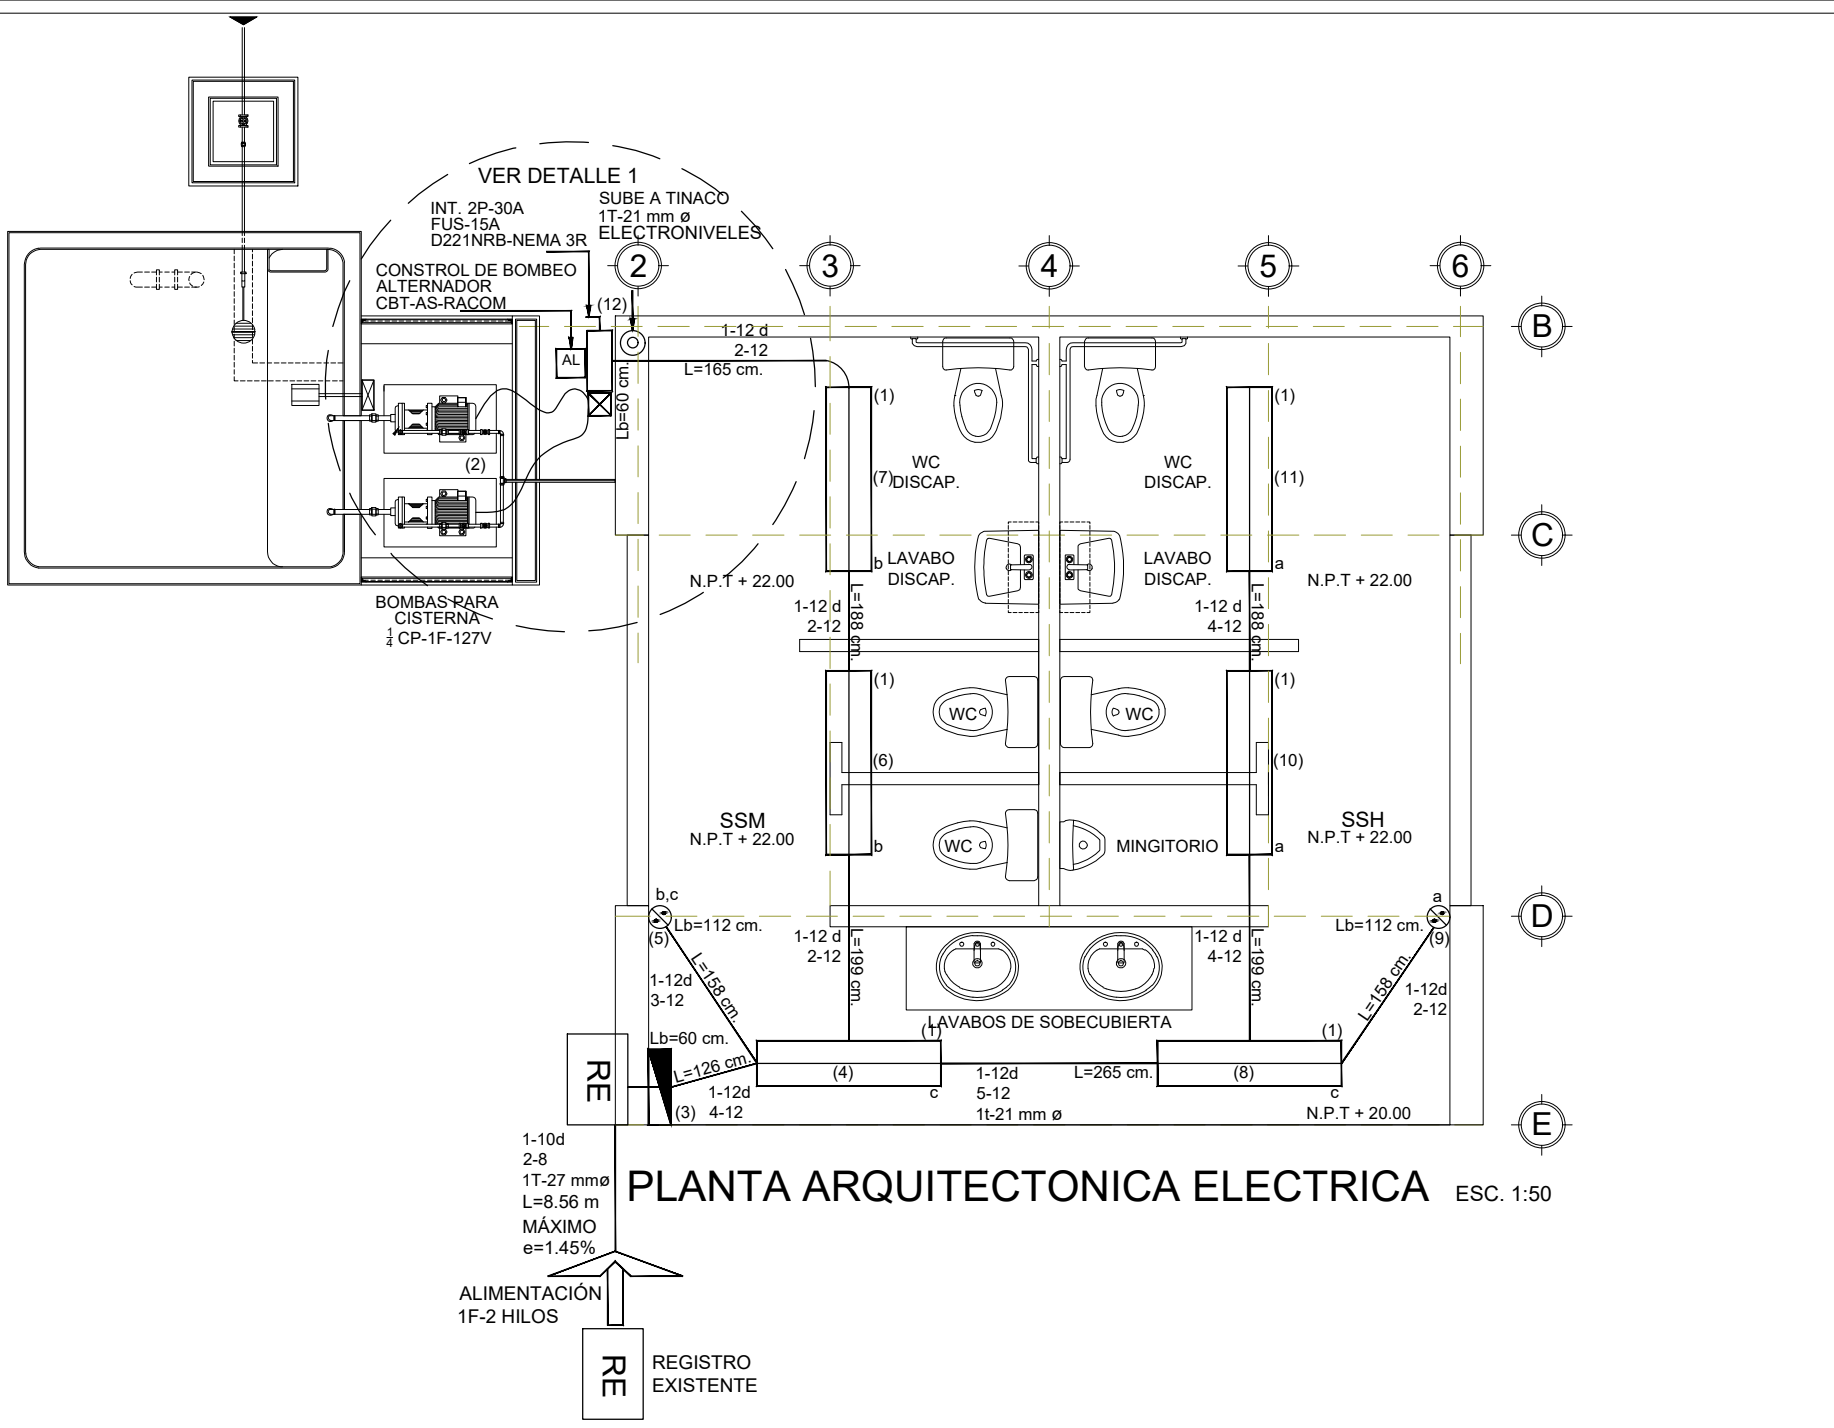 VER DETALLE 1
INT. 2P-30A
FUS-15A
D221NRB-NEMA 3R
SUBE A TINACO
1T-21 mm ø
ELECTRONIVELES
CONSTROL DE BOMBEO
ALTERNADOR
CBT-AS-RACOM
(12)
2
3
4
5
6
B
1-12 d
2-12
L=165 cm.
AL
Lb=60 cm.
(1)
(1)
(2)
(7)
WC
DISCAP.
WC
DISCAP.
(11)
C
b
LAVABO
DISCAP.
LAVABO
DISCAP.
a
N.P.T + 22.00
N.P.T + 22.00
BOMBAS PARA
CISTERNA
1/4 CP-1F-127V
1-12 d
2-12
L=188 cm.
1-12 d
4-12
L=188 cm.
(1)
(1)
WC
WC
(6)
(10)
SSM
N.P.T + 22.00
SSH
N.P.T + 22.00
WC
MINGITORIO
b
a
b,c
a
D
Lb=112 cm.
(5)
Lb=112 cm.
(9)
1-12 d
2-12
L=199 cm.
1-12 d
4-12
L=199 cm.
L=158 cm.
1-12d
3-12
L=158 cm.
1-12d
2-12
LAVABOS DE SOBECUBIERTA
(1)
(1)
Lb=60 cm.
L=126 cm.
RE
(4)
(8)
1-12d
5-12
1t-21 mm ø
L=265 cm.
c
c
(3)
1-12d
4-12
N.P.T + 20.00
E
1-10d
2-8
1T-27 mmø
L=8.56 m
MÁXIMO
e=1.45%
PLANTA ARQUITECTONICA ELECTRICA
ESC. 1:50
ALIMENTACIÓN
1F-2 HILOS
RE
REGISTRO
EXISTENTE